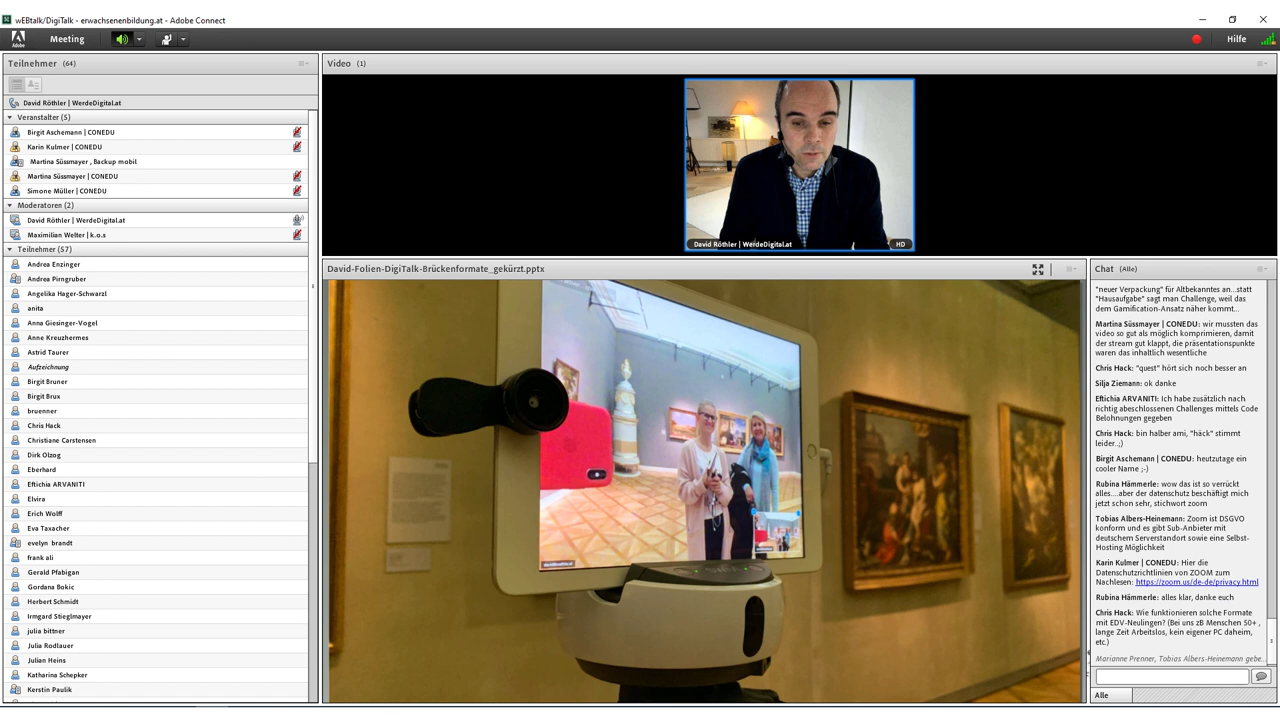 wEBtalk/DigiTalk - erwachsenenbildung.at - Adobe Connect
Adobe
Meeting
Hilfe
Teilnehmer (64)
David Röthler | WerdeDigital.at
Veranstalter (5)
Birgit Aschemann | CONEDU
Karin Kulmer | CONEDU
Martina Süssmayer , Backup mobil
Martina Süssmayer | CONEDU
Simone Müller | CONEDU
Moderatoren (2)
David Röthler | WerdeDigital.at
Maximilian Welter | k.o.s
Teilnehmer (57)
Andrea Enzinger
Andrea Pirngruber
Angelika Hager-Schwarzl
anita
Anna Giesinger-Vogel
Anne Kreuzhermes
Astrid Taurer
Aufzeichnung
Birgit Bruner
Birgit Brux
bruenner
Chris Hack
Christiane Carstensen
Dirk Olzog
Eberhard
Eftichia ARVANITI
Elvira
Erich Wolff
Eva Taxacher
evelyn brandt
frank ali
Gerald Pfabigan
Gordana Bokic
Herbert Schmidt
Irmgard Stieglmayer
julia bittner
Julia Rodlauer
Julian Heins
Katharina Schepker
Kerstin Paulik
Video (1)
David Röthler | WerdeDigital.at
HD
David-Folien-DigiTalk-Brückenformate_gekürzt.pptx
Chat (Alle)
"neuer Verpackung" für Altbekanntes an...statt
"Hausaufgabe" sagt man Challenge, weil das
dem Gamification-Ansatz näher kommt...
Martina Süssmayer | CONEDU: wir mussten das
video so gut als möglich komprimieren, damit
der stream gut klappt, die präsentationspunkte
waren das inhaltlich wesentliche
Chris Hack: "quest" hört sich noch besser an
Silja Ziemann: ok danke
Eftichia ARVANITI: Ich habe zusätzlich nach
richtig abeschlossenen Challenges mittels Code
Belohnungen gegeben
Chris Hack: bin halber ami, "häck" stimmt
leider..;)
Birgit Aschemann | CONEDU: heutzutage ein
cooler Name ;-)
Rubina Hämmerle: wow das ist so verrückt
alles....aber der datenschutz beschäftigt mich
jetzt schon sehr, stichwort zoom
Tobias Albers-Heinemann: Zoom ist DSGVO
konform und es gibt Sub-Anbieter mit
deutschem Serverstandort sowie eine Selbst-
Hosting Möglichkeit
Karin Kulmer | CONEDU: Hier die
Datenschutzrichtlinien von ZOOM zum
Nachlesen: https://zoom.us/de-de/privacy.html
Rubina Hämmerle: alles klar, danke euch
Chris Hack: Wie funktionieren solche Formate
mit EDV-Neulingen? (Bei uns zB Menschen 50+ ,
lange Zeit Arbeitslos, kein eigener PC daheim,
etc.)
Marianne Prenner, Tobias Albers-Heinemann gebe...
Alle